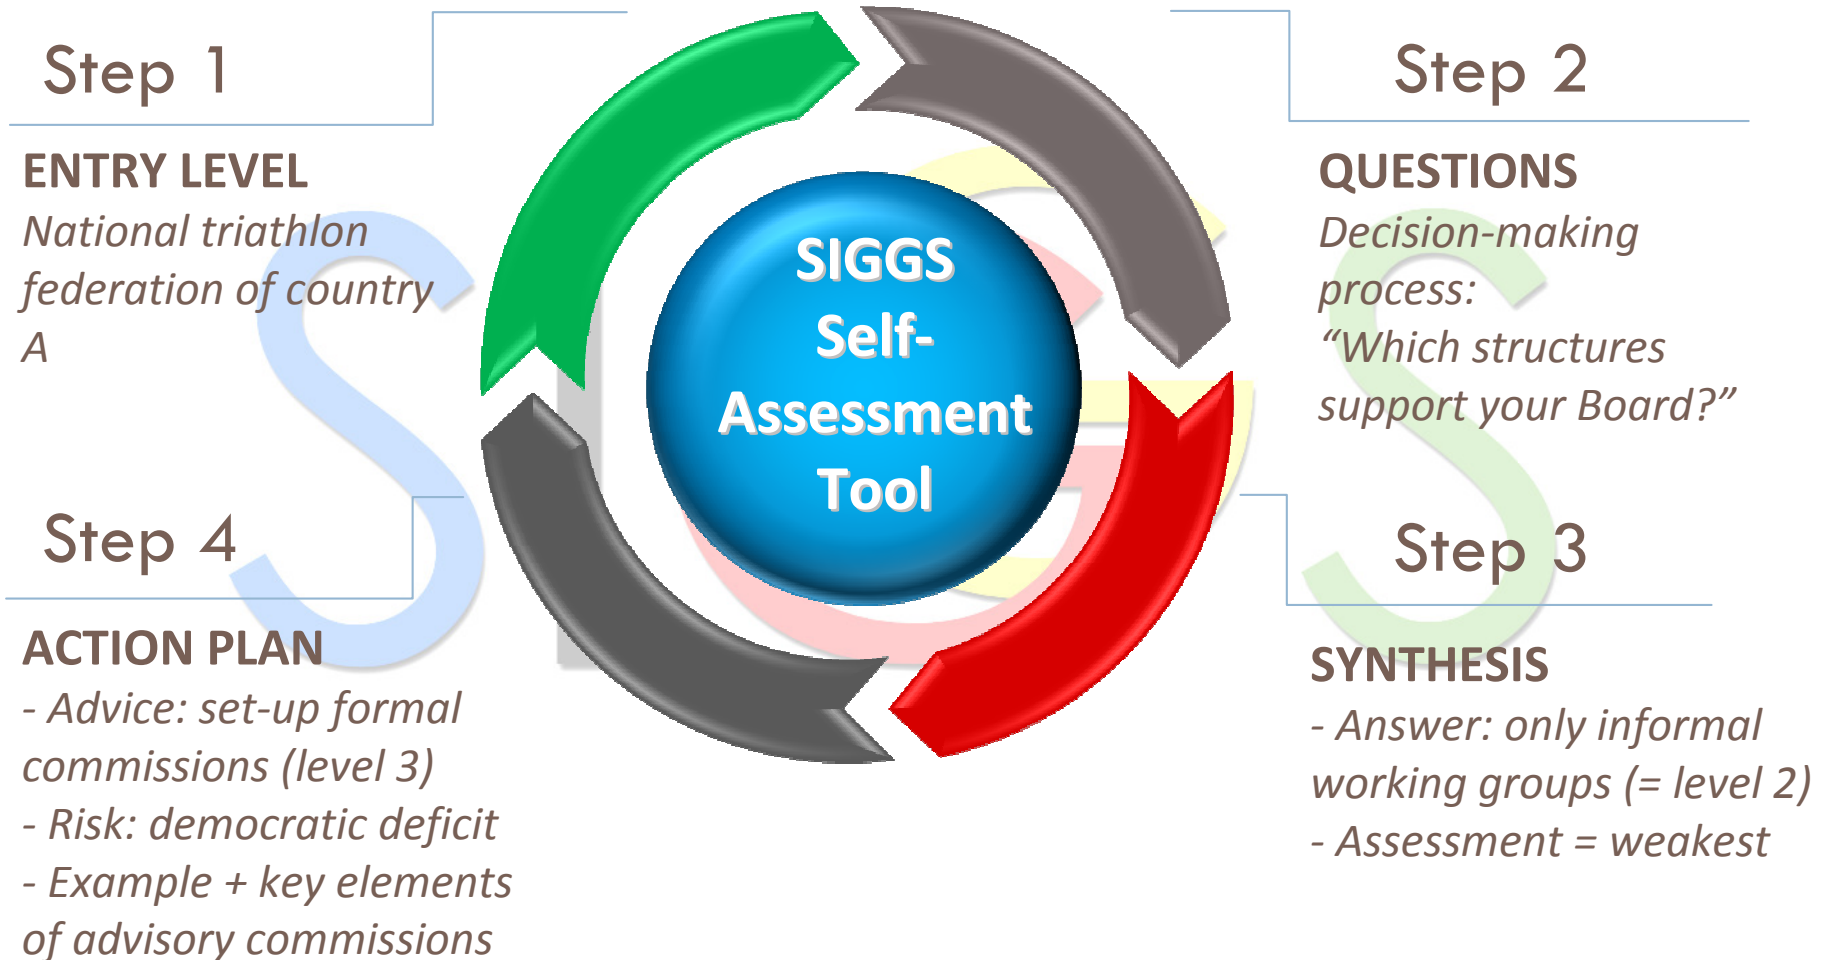 Step 1
ENTRY LEVEL
National triathlon
federation of country
A
Step 2
QUESTIONS
Decision-making
process:
“Which structures
support your Board?”
SIGGS
Self-
Assessment
Tool
Step 3
SYNTHESIS
- Answer: only informal
working groups (= level 2)
- Assessment = weakest
Step 4
ACTION PLAN
- Advice: set-up formal
commissions (level 3)
- Risk: democratic deficit
- Example + key elements
of advisory commissions
SIGGS